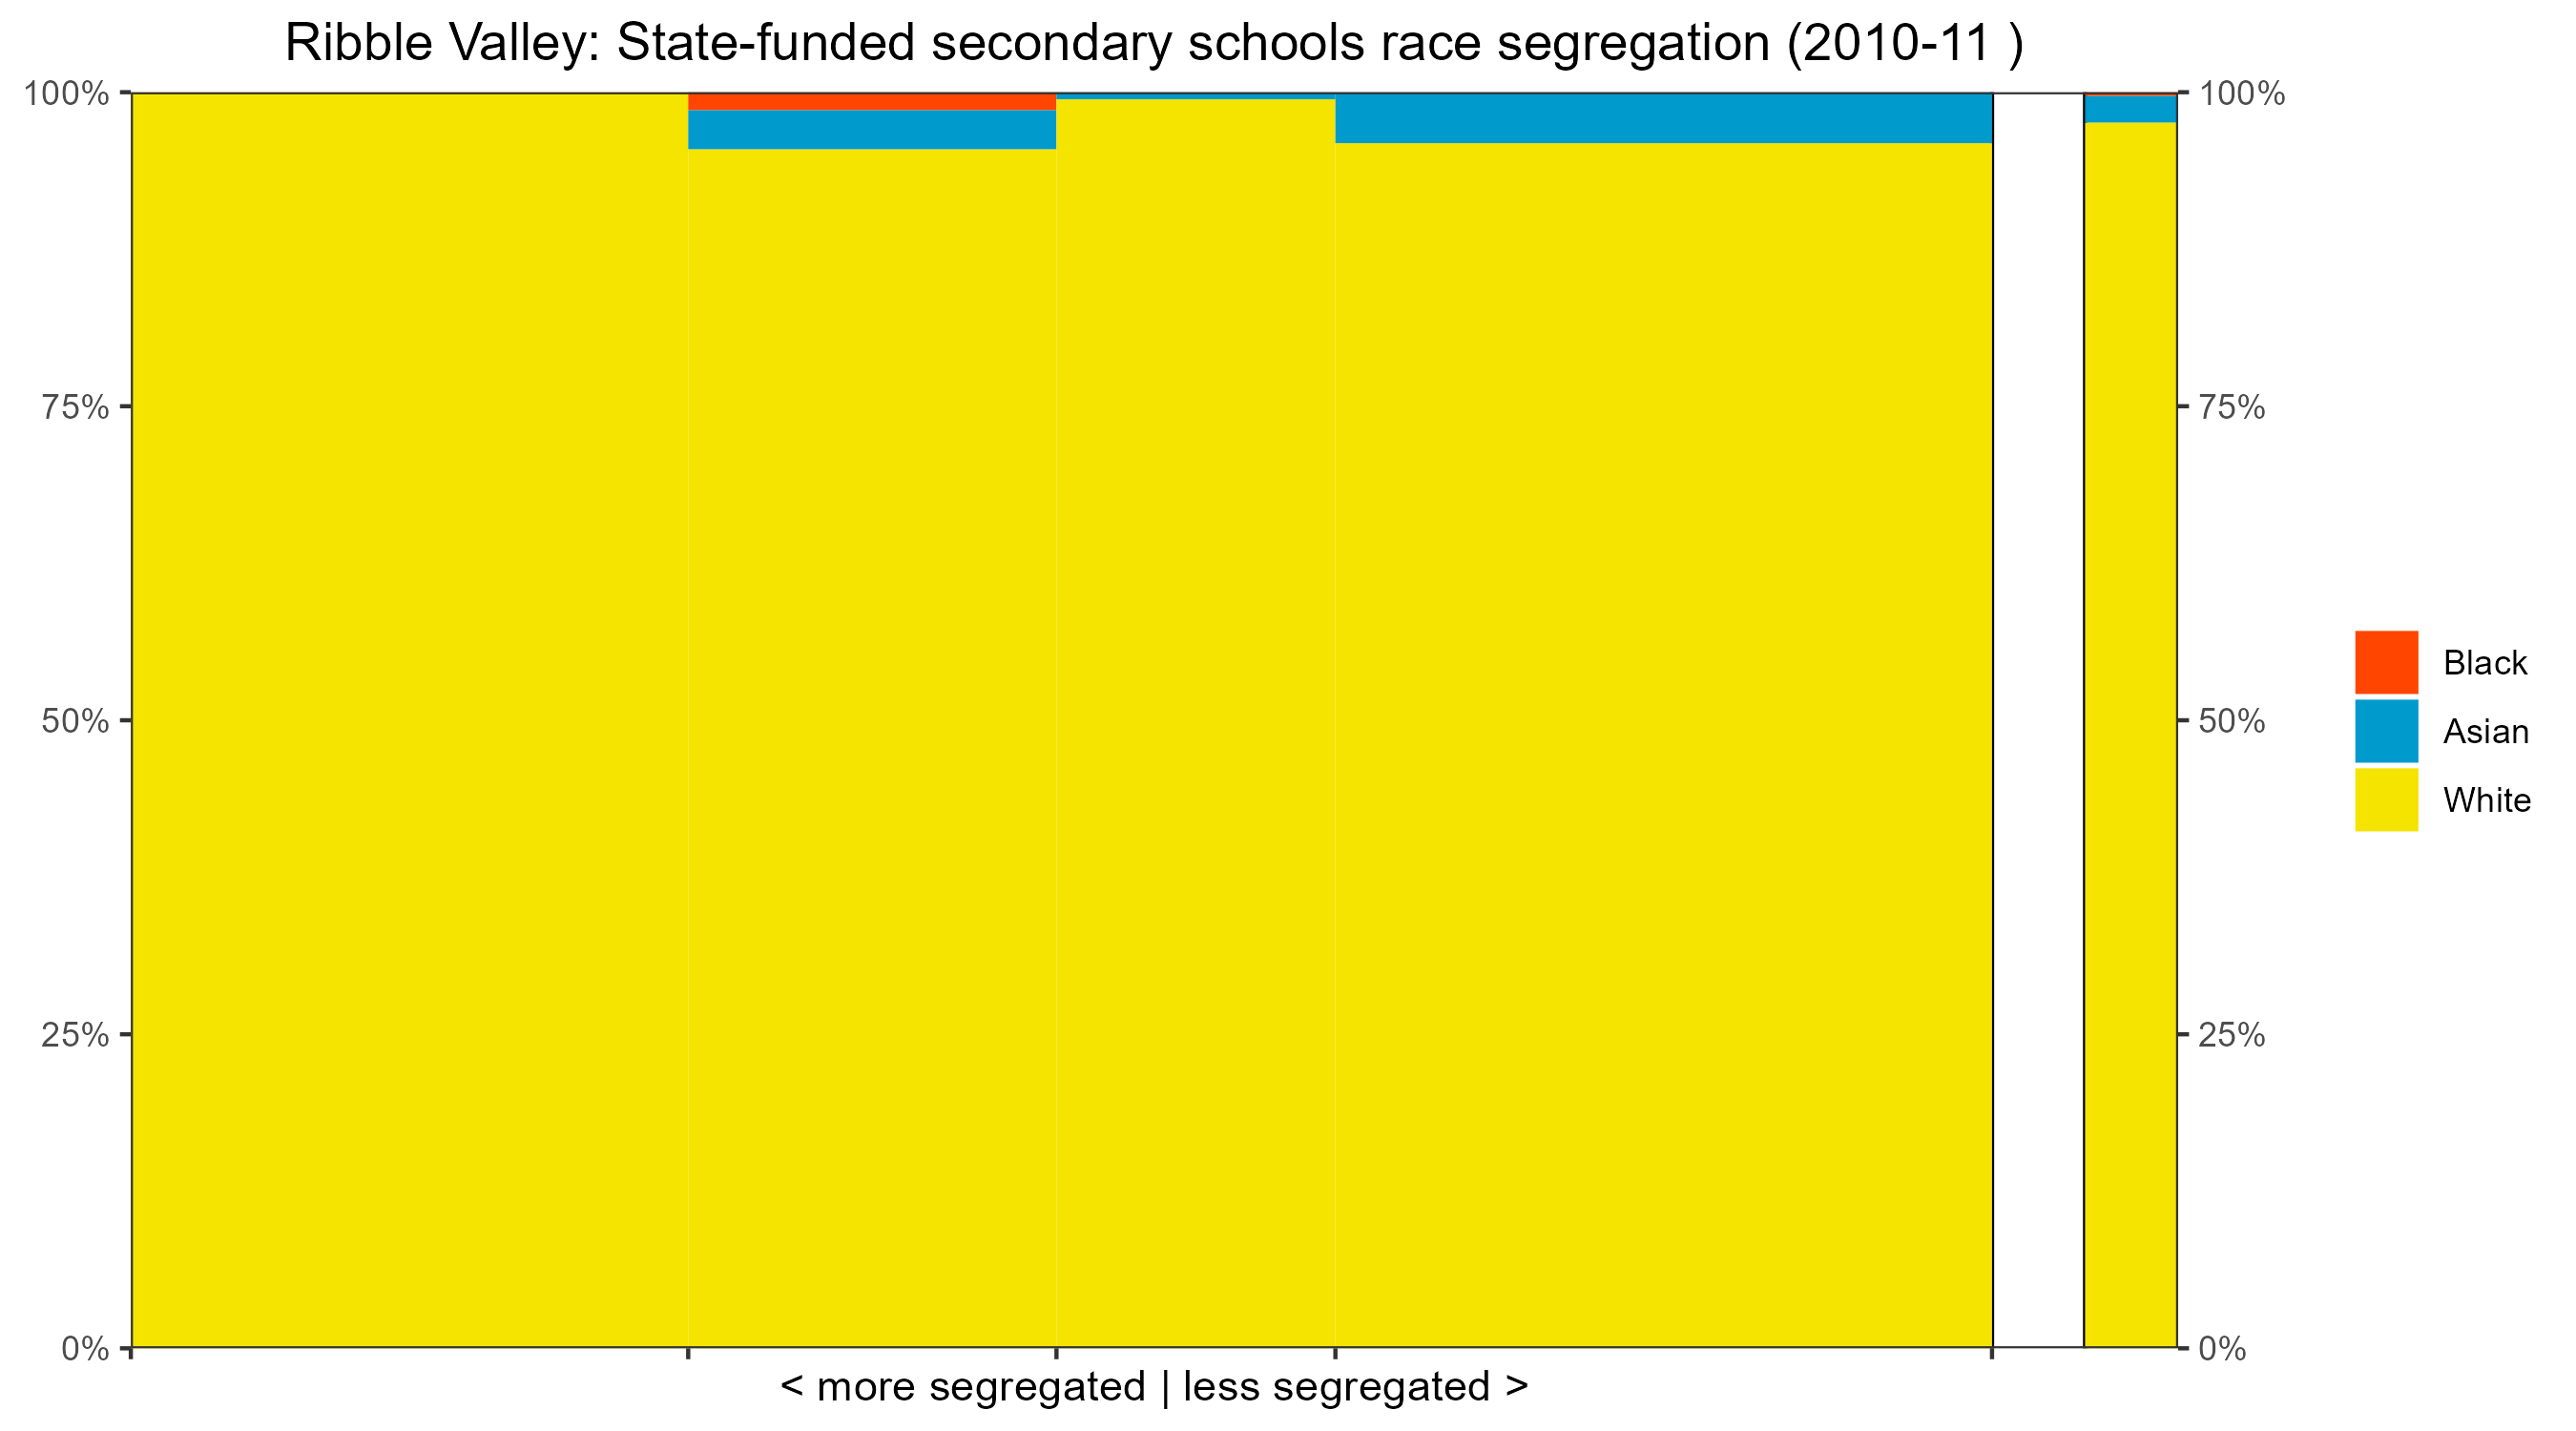 Ribble Valley: State-funded secondary schools race segregation (2010-11 )
100%
75%
50%
25%
0%
100%
75%
50%
25%
0%
Black
Asian
White
< more segregated | less segregated >